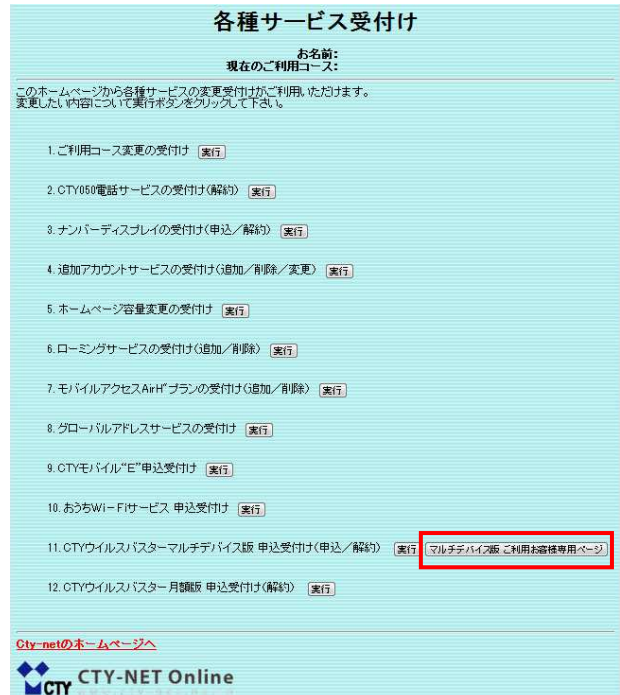 各種サービス受付け
お名前:
現在のご利用コース:
このホームページから各種サービスの変更受付けがご利用いただけます。
変更したい内容について実行ボタンをクリックして下さい。
1. ご利用コース変更の受付け 実行
2. CTY050電話サービスの受付け(解約) 実行
3. ナンバーディスプレイの受付け(申込／解約) 実行
4. 追加アカウントサービスの受付け(追加／削除／変更) 実行
5. ホームページ容量変更の受付け 実行
6. ローミングサービスの受付け(追加／削除) 実行
7. モバイルアクセスAirH"プランの受付け(追加／削除) 実行
8. グローバルアドレスサービスの受付け 実行
9. CTYモバイル“E”申込受付け 実行
10. おうちWi－Fiサービス 申込受付け 実行
11. CTYウイルスバスターマルチデバイス版 申込受付け(申込／解約) 実行 マルチデバイス版 ご利用お客様専用ページ
12. CTYウイルスバスター月額版 申込受付け(解約) 実行
Cty-netのホームページへ
CTY CTY-NET Online